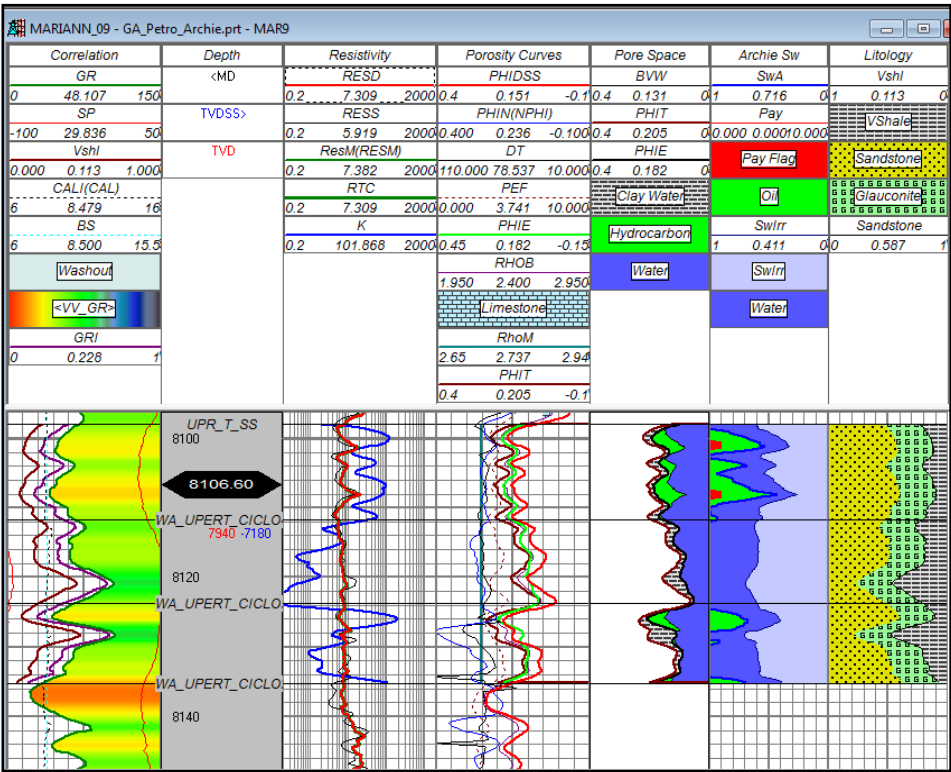 MARIANN_09 - GA_Petro_Archie.prt - MAR9
Correlation Depth Resistivity Porosity Curves Pore Space Archie Sw Litology
GR <MD RESD PHIDSS BVW SwA Vshl
0 48.107 150 0.2 7.309 2000 0.4 0.151 -0.1 0.4 0.131 0 1 0.716 0 1 0.113 0
SP TVDSS> RESS PHIN(NPHI) PHIT Pay VShale
-100 29.836 50 0.2 5.919 2000 0.400 0.236 -0.100 0.4 0.205 0 0.000 0.000 10.000
Vshl TVD ResM(RESM) DT PHIE Pay Flag Sandstone
0.000 0.113 1.000 0.2 7.382 2000 110.000 78.537 10.000 0.4 0.182 0
CALI(CAL) RTC PEF Clay Water Oil Glauconite
6 8.479 16 0.2 7.309 2000 0.000 3.741 10.000
BS K PHIE Hydrocarbon SwIrr Sandstone
6 8.500 15.5 0.2 101.868 2000 0.45 0.182 -0.15 1 0.411 0 0 0.587 1
Washout RHOB Water SwIrr
1.950 2.400 2.950
<VV_GR> Limestone Water
GRI RhoM
0 0.228 1 2.65 2.737 2.94
PHIT
0.4 0.205 -0.1
UPR_T_SS
8100
8106.60
WA_UPERT_CICLO
7940 -7180
8120
WA_UPERT_CICLO
WA_UPERT_CICLO
8140